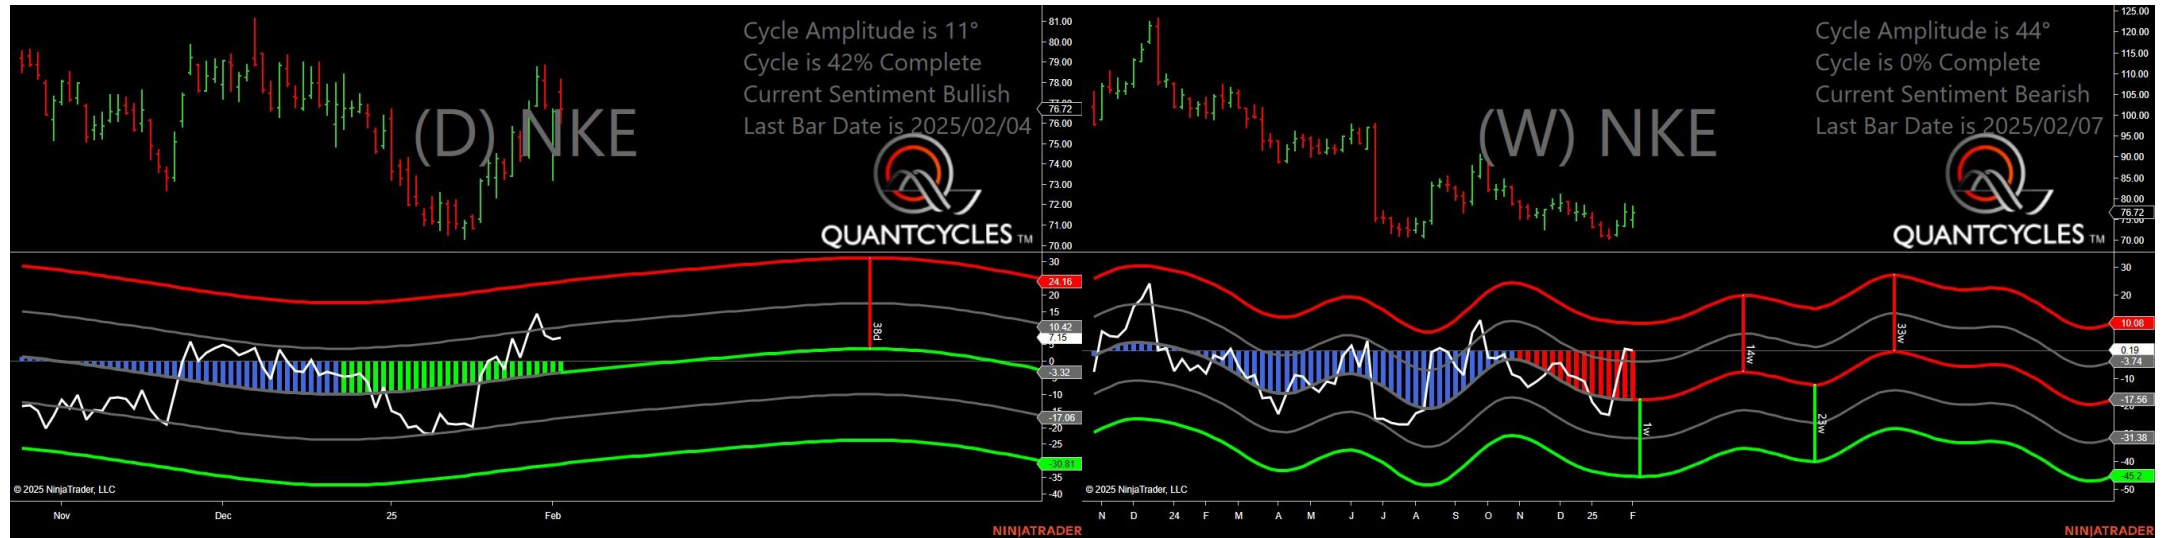 Cycle Amplitude is 11°
Cycle is 42% Complete
Current Sentiment Bullish
Last Bar Date is 2025/02/04
(D) NKE
QUANTCYCLES TM
81.00
80.00
79.00
78.00
76.72
75.00
74.00
73.00
72.00
71.00
70.00
30
24.16
20
15
10.42
7.15
0
-3.32
-10
-17.06
-20
-25
-30.81
-35
-40
38d
© 2025 NinjaTrader, LLC
Nov Dec 25 Feb
NINJATRADER
Cycle Amplitude is 44°
Cycle is 0% Complete
Current Sentiment Bearish
Last Bar Date is 2025/02/07
(W) NKE
QUANTCYCLES TM
125.00
120.00
115.00
110.00
105.00
100.00
95.00
90.00
85.00
80.00
76.72
70.00
30
20
10.08
0.19
-3.74
-10
-17.56
-31.38
-40
-45.2
-50
1w
14w
23w
33w
© 2025 NinjaTrader, LLC
N D 24 F M A M J J A S O N D 25 F
NINJATRADER